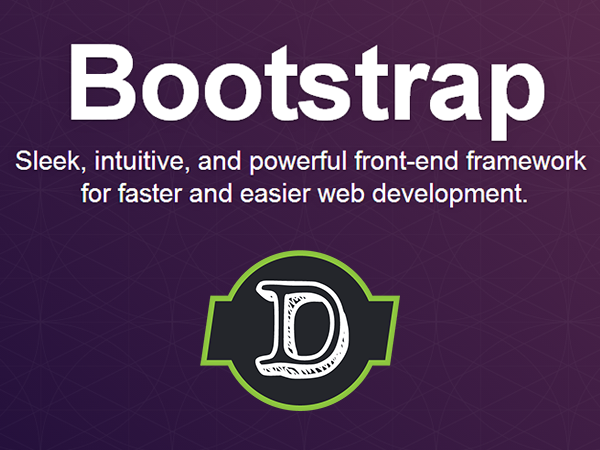 Bootstrap
Sleek, intuitive, and powerful front-end framework
for faster and easier web development.
D